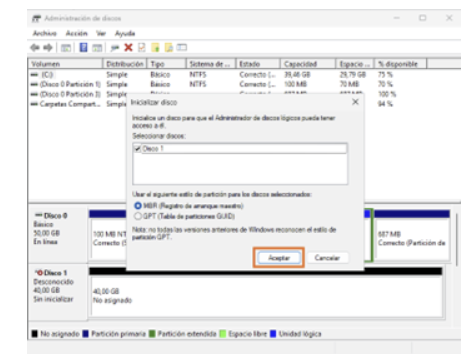 Administración de discos
Archivo Acción Ver Ayuda
Volumen Distribución Tipo Sistema de ... Estado Capacidad Espacio ... % disponible
(C:) Simple Básico NTFS Correcto (... 39,46 GB 29,79 GB 75 %
(Disco 0 Partición 1) Simple Básico NTFS Correcto (... 100 MB 70 MB 70 %
(Disco 0 Partición 3) Simple 100 %
Carpetas Compart... Simple 94 %
Inicializar disco
Inicialice un disco para que el Administrador de discos lógicos pueda tener
acceso a él.
Seleccionar discos:
Disco 1
Usar el siguiente estilo de partición para los discos seleccionados:
MBR (Registro de arranque maestro)
GPT (Tabla de particiones GUID)
Nota: no todas las versiones anteriores de Windows reconocen el estilo de
partición GPT.
Aceptar Cancelar
Disco 0
Básico
50,00 GB
En línea
100 MB NT
Correcto (S
687 MB
Correcto (Partición de
Disco 1
Desconocido
40,00 GB
Sin inicializar
40,00 GB
No asignado
No asignado Partición primaria Partición extendida Espacio libre Unidad lógica